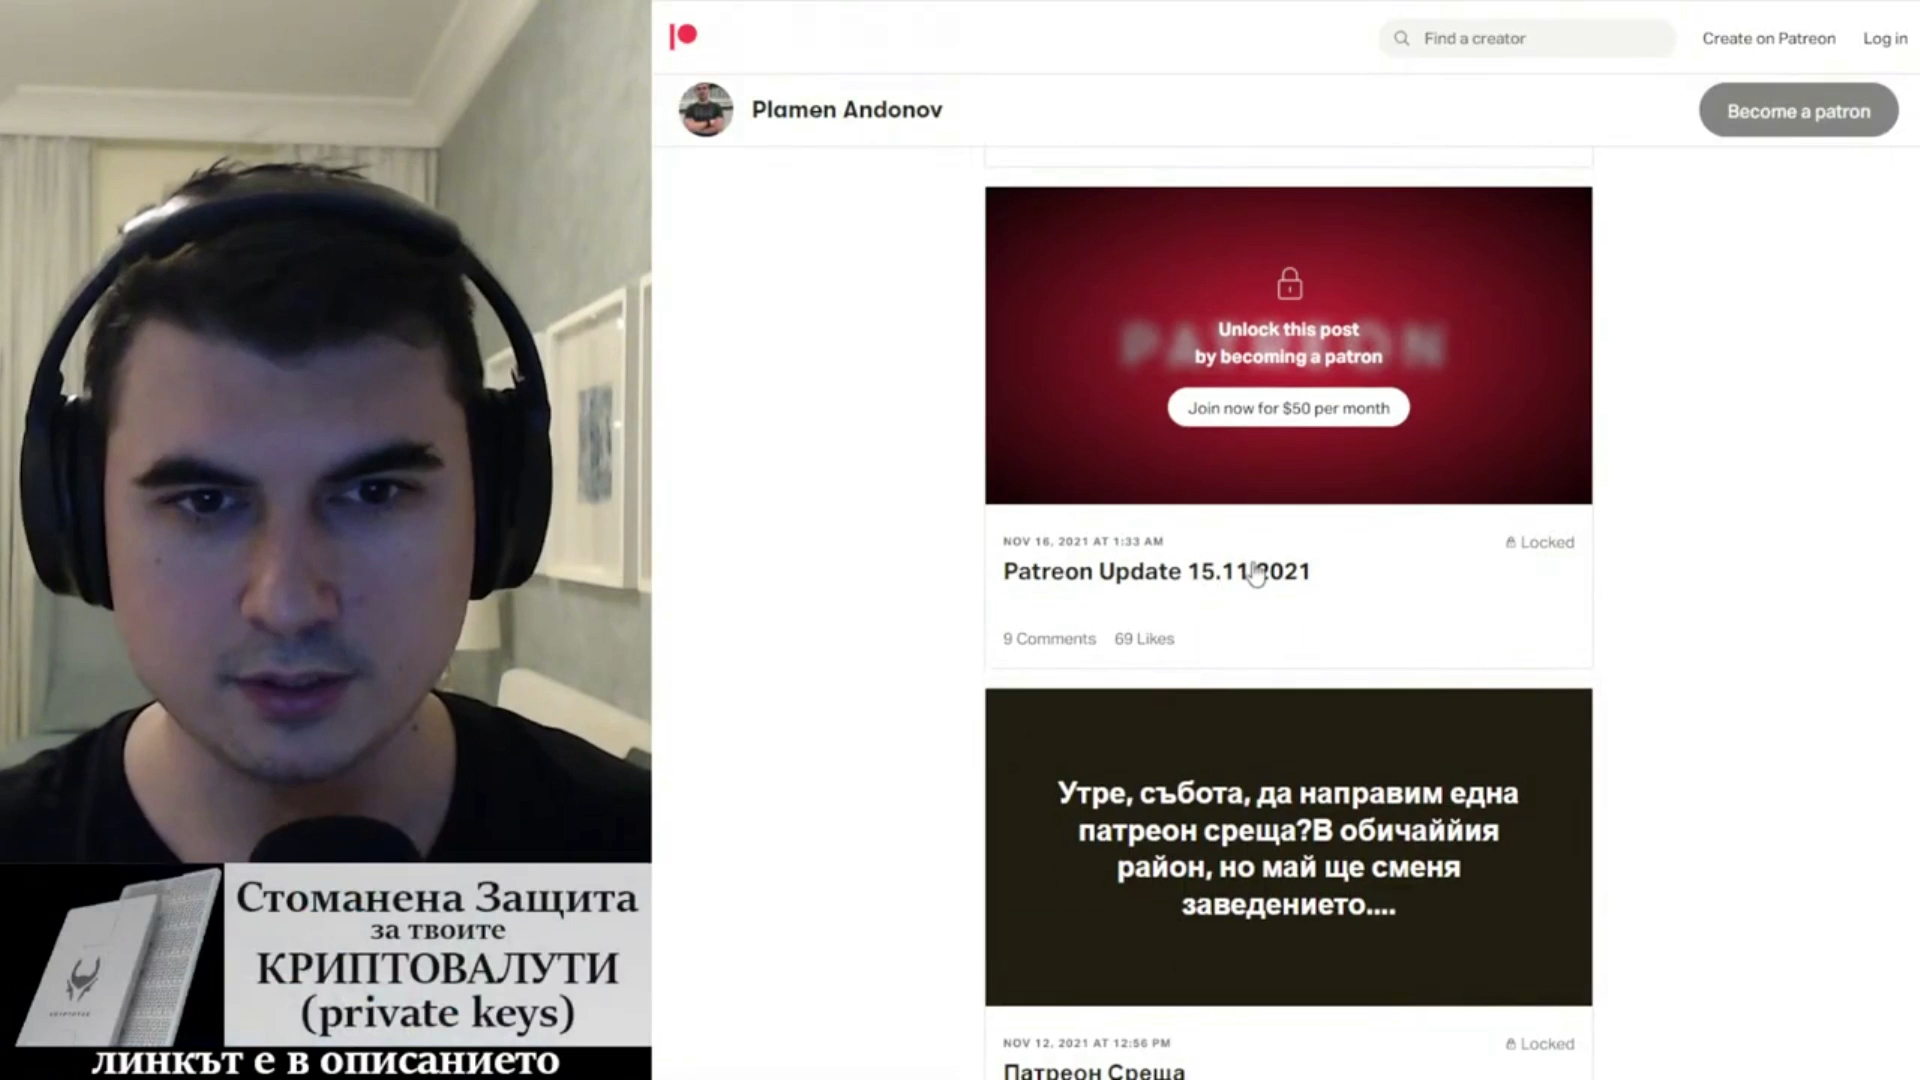 Find a creator
Create on Patreon
Log in
Plamen Andonov
Become a patron
Unlock this post
by becoming a patron
Join now for $50 per month
NOV 16, 2021 AT 1:33 AM
Locked
Patreon Update 15.11.2021
9 Comments
69 Likes
Утре, събота, да направим една
патреон среща?В обичаййия
район, но май ще сменя
заведението....
NOV 12, 2021 AT 12:56 PM
Locked
Патреон Среща
Стоманена Защита
за твоите
КРИПТОВАЛУТИ
(private keys)
линкът е в описанието